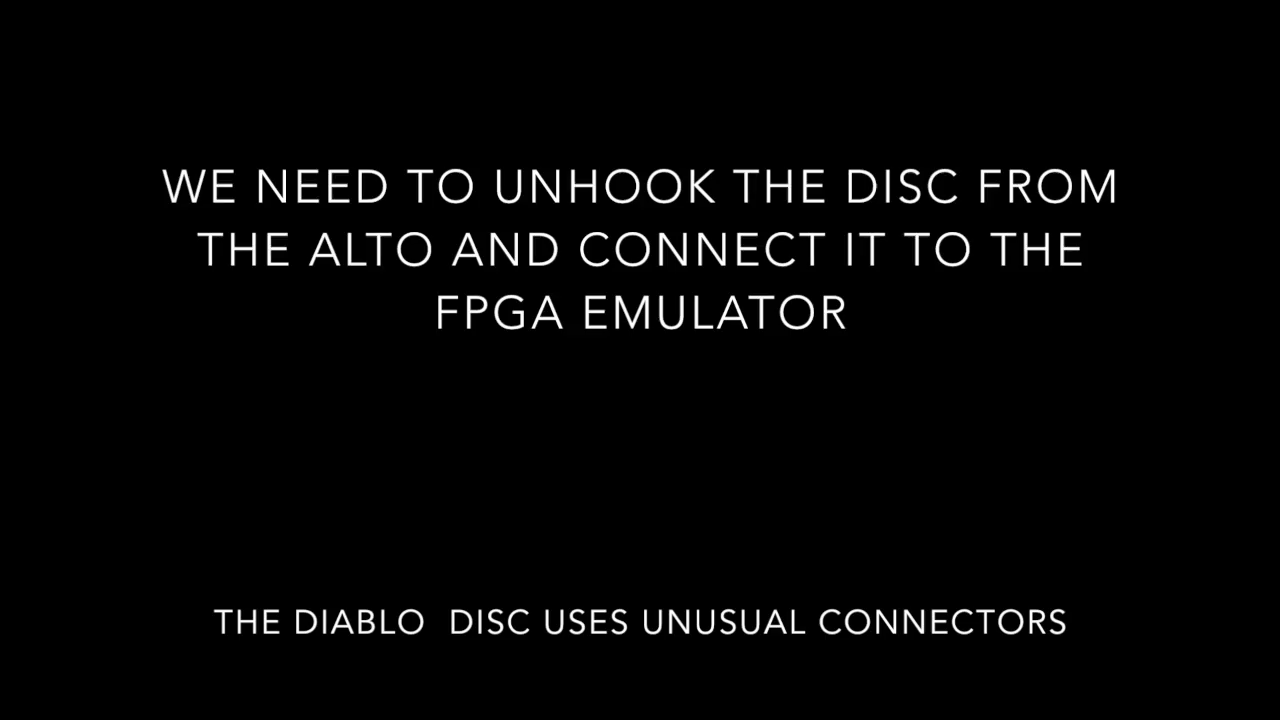 WE NEED TO UNHOOK THE DISC FROM
THE ALTO AND CONNECT IT TO THE
FPGA EMULATOR
THE DIABLO  DISC USES UNUSUAL CONNECTORS